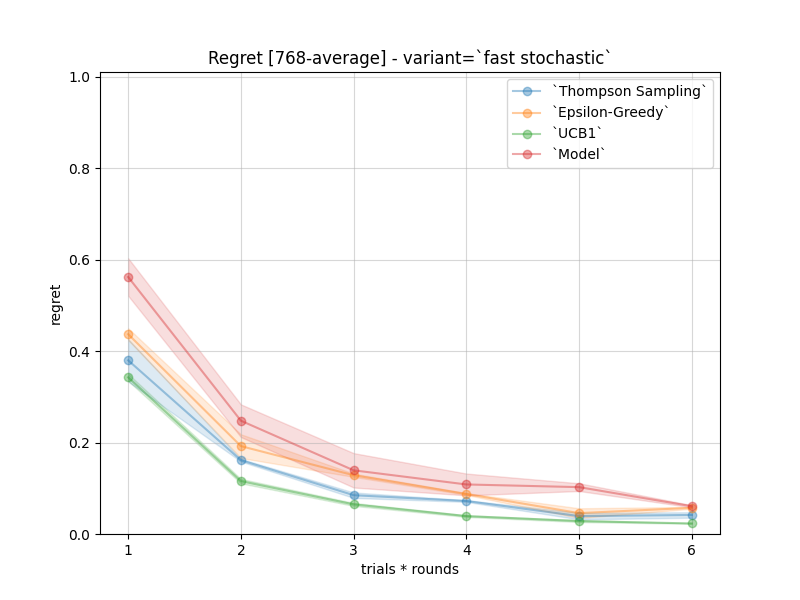 Regret [768-average] - variant=`fast stochastic`
1.0
0.8
0.6
0.4
0.2
0.0
regret
`Thompson Sampling`
`Epsilon-Greedy`
`UCB1`
`Model`
1 2 3 4 5 6
trials * rounds